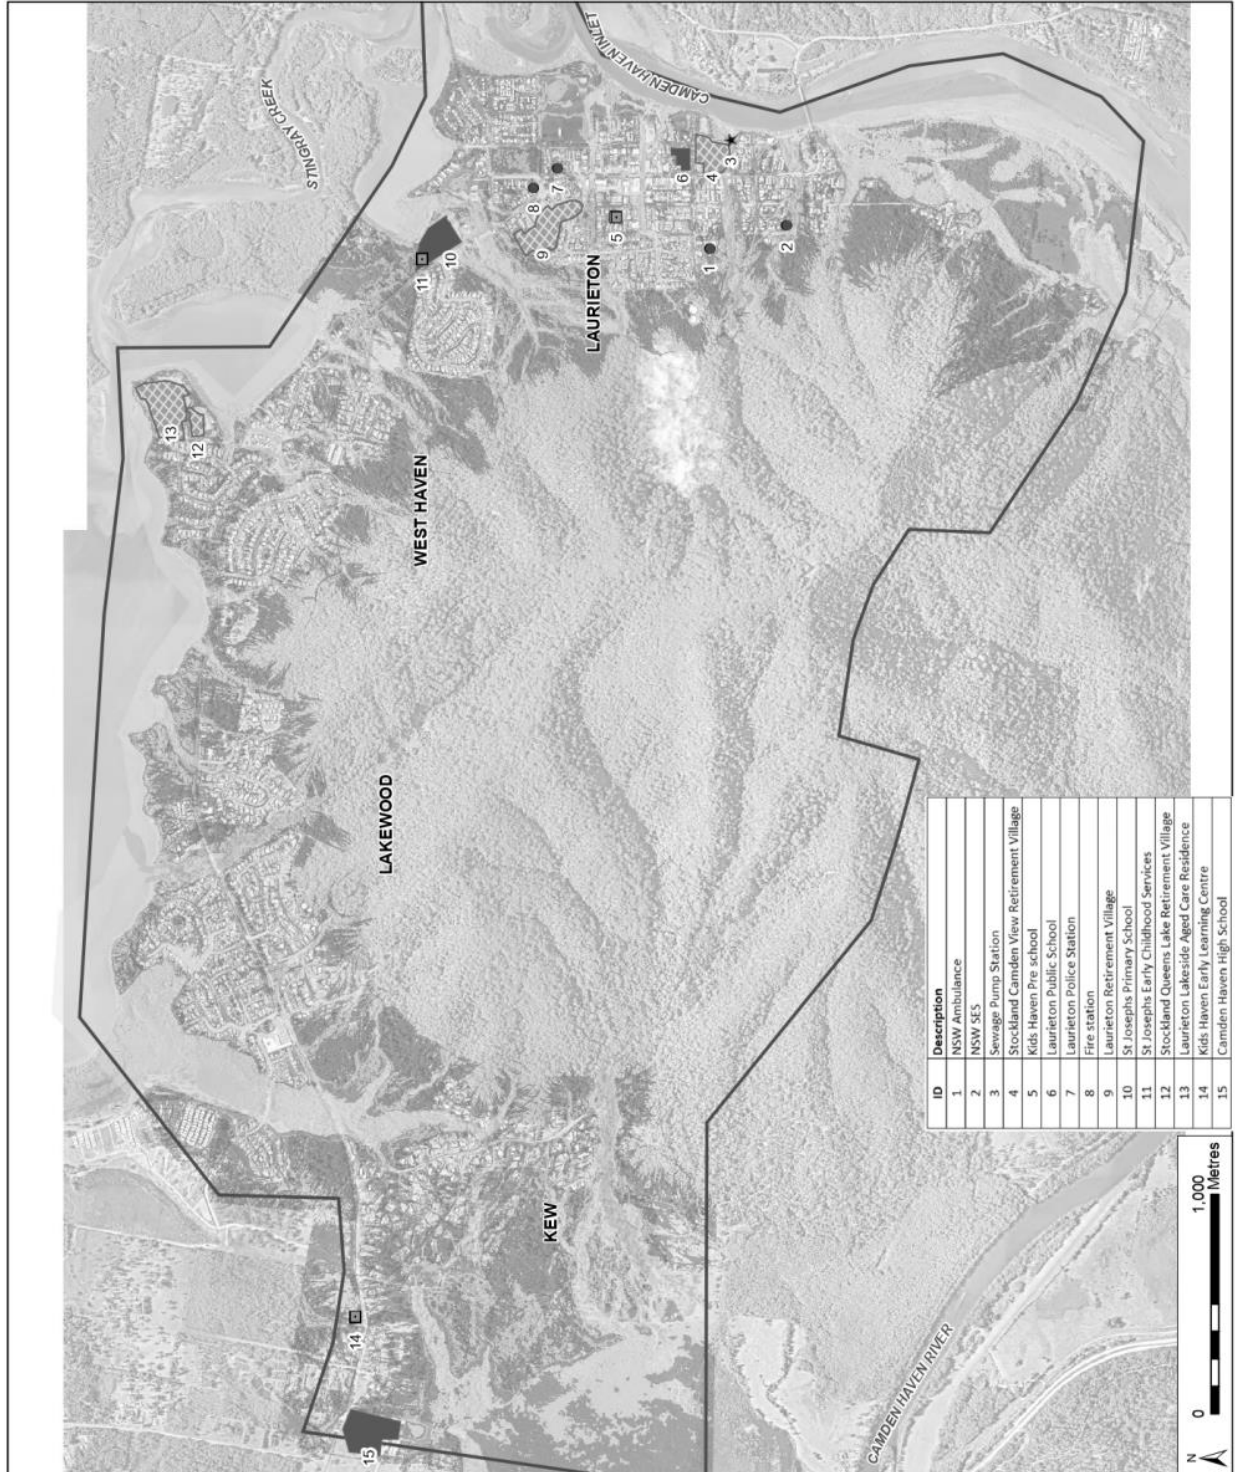 STINGRAY CREEK
CAMDEN HAVEN INLET
13
12
11
10
9
8
7
6
5
4
3
2
1
WEST HAVEN
LAURIETON
LAKEWOOD
KEW
14
15
CAMDEN HAVEN RIVER
ID Description
1 NSW Ambulance
2 NSW SES
3 Sewage Pump Station
4 Stockland Camden View Retirement Village
5 Kids Haven Pre school
6 Laurieton Public School
7 Laurieton Police Station
8 Fire station
9 Laurieton Retirement Village
10 St Josephs Primary School
11 St Josephs Early Childhood Services
12 Stockland Queens Lake Retirement Village
13 Laurieton Lakeside Aged Care Residence
14 Kids Haven Early Learning Centre
15 Camden Haven High School
N
0 1,000
Metres